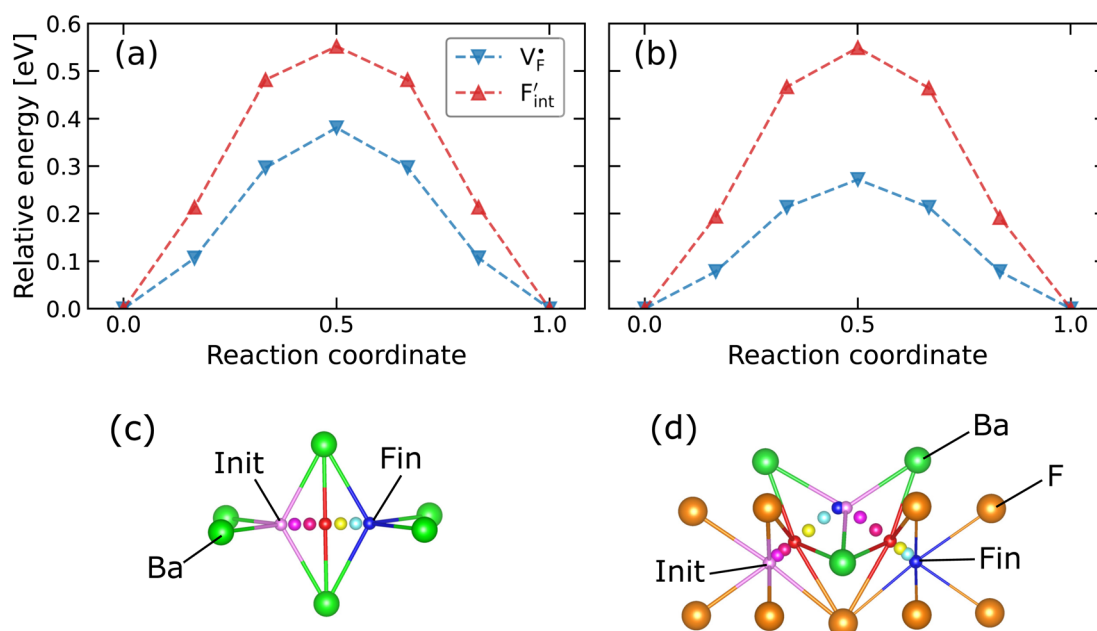 (a)
(b)
V_F^•
F′_int
Relative energy [eV]
0.6
0.5
0.4
0.3
0.2
0.1
0.0
0.0 0.5 1.0
0.0 0.5 1.0
Reaction coordinate
Reaction coordinate
(c)
(d)
Init
Fin
Ba
Ba
F
Init
Fin